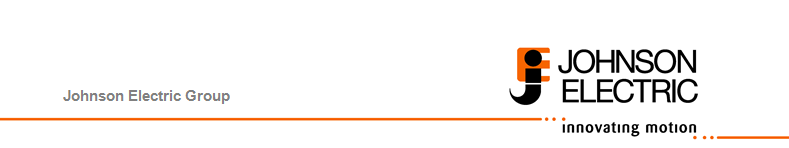 Johnson Electric Group
JOHNSON
ELECTRIC
innovating motion